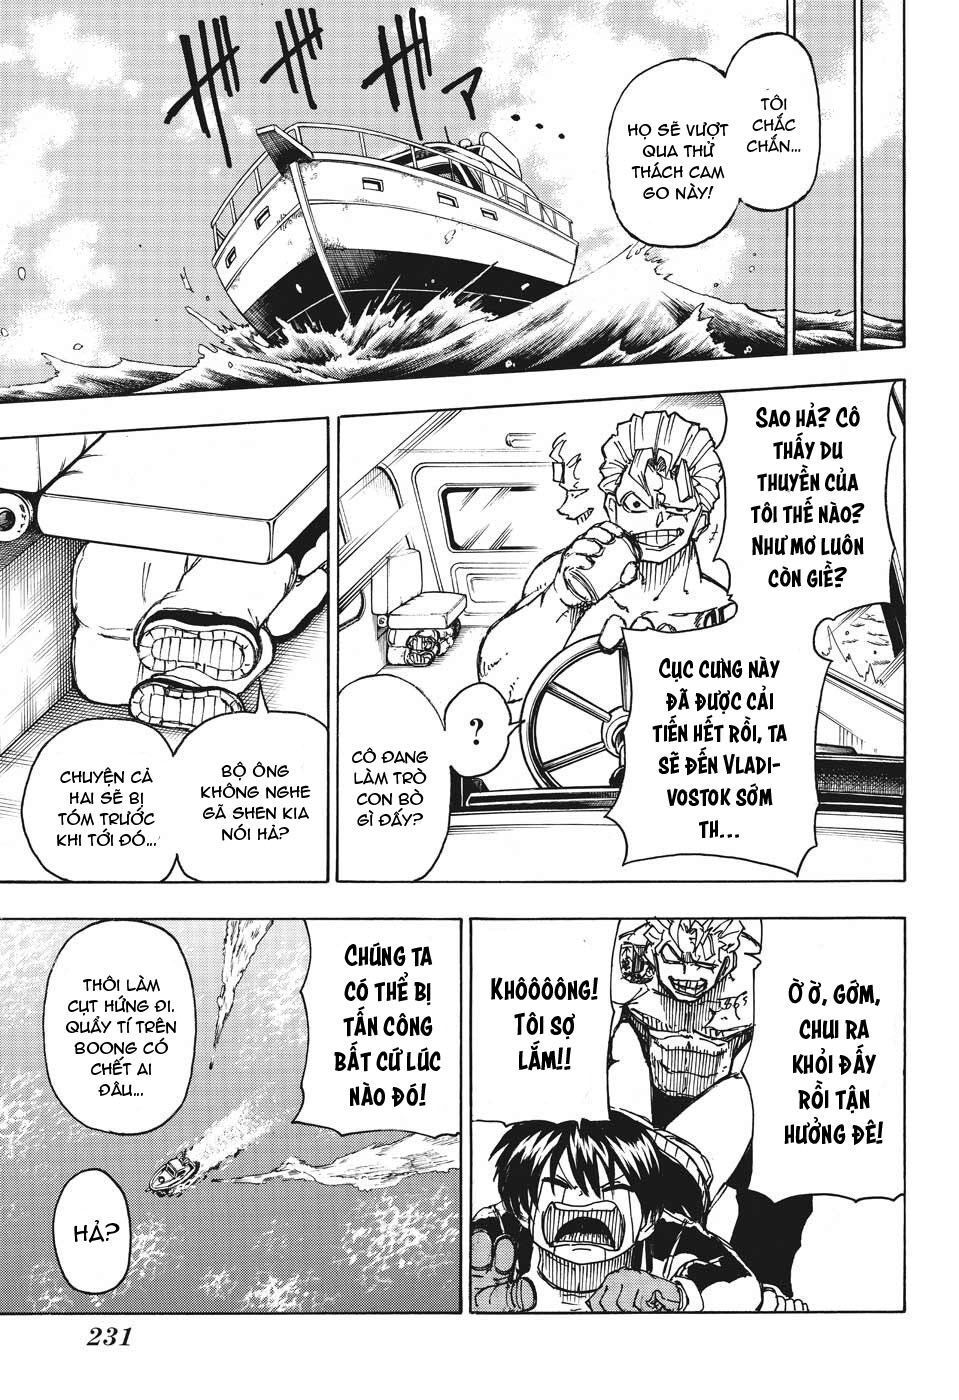 TÔI
CHẮC
CHẮN...
HỌ SẼ VƯỢT
QUA THỬ
THÁCH CAM
GO NÀY!
SAO HẢ? CÔ
THẤY DU
THUYỀN CỦA
TÔI THẾ NÀO?
NHƯ MƠ LUÔN
CÒN GIỀ?
CỤC CƯNG NÀY
ĐÃ ĐƯỢC CẢI
TIẾN HẾT RỒI, TA
SẼ ĐẾN VLADI-
VOSTOK SỚM
TH...
?
CÔ ĐANG
LÀM TRÒ
CON BÒ
GÌ ĐẤY?
BỘ ÔNG
KHÔNG NGHE
GÃ SHEN KIA
NÓI HẢ?
CHUYỆN CẢ
HAI SẼ BỊ
TÓM TRƯỚC
KHI TỚI ĐÓ...
Ờ Ờ, GỚM,
CHUI RA
KHỎI ĐẤY
RỒI TẬN
HƯỞNG ĐÊ!
KHÔÔÔÔNG!
TÔI SỢ
LẮM!!
CHÚNG TA
CÓ THỂ BỊ
TẤN CÔNG
BẤT CỨ LÚC
NÀO ĐÓ!
THÔI LÀM
CỤT HỨNG ĐI.
QUẨY TÍ TRÊN
BOONG CÓ
CHẾT AI
ĐÂU...
HẢ?
231